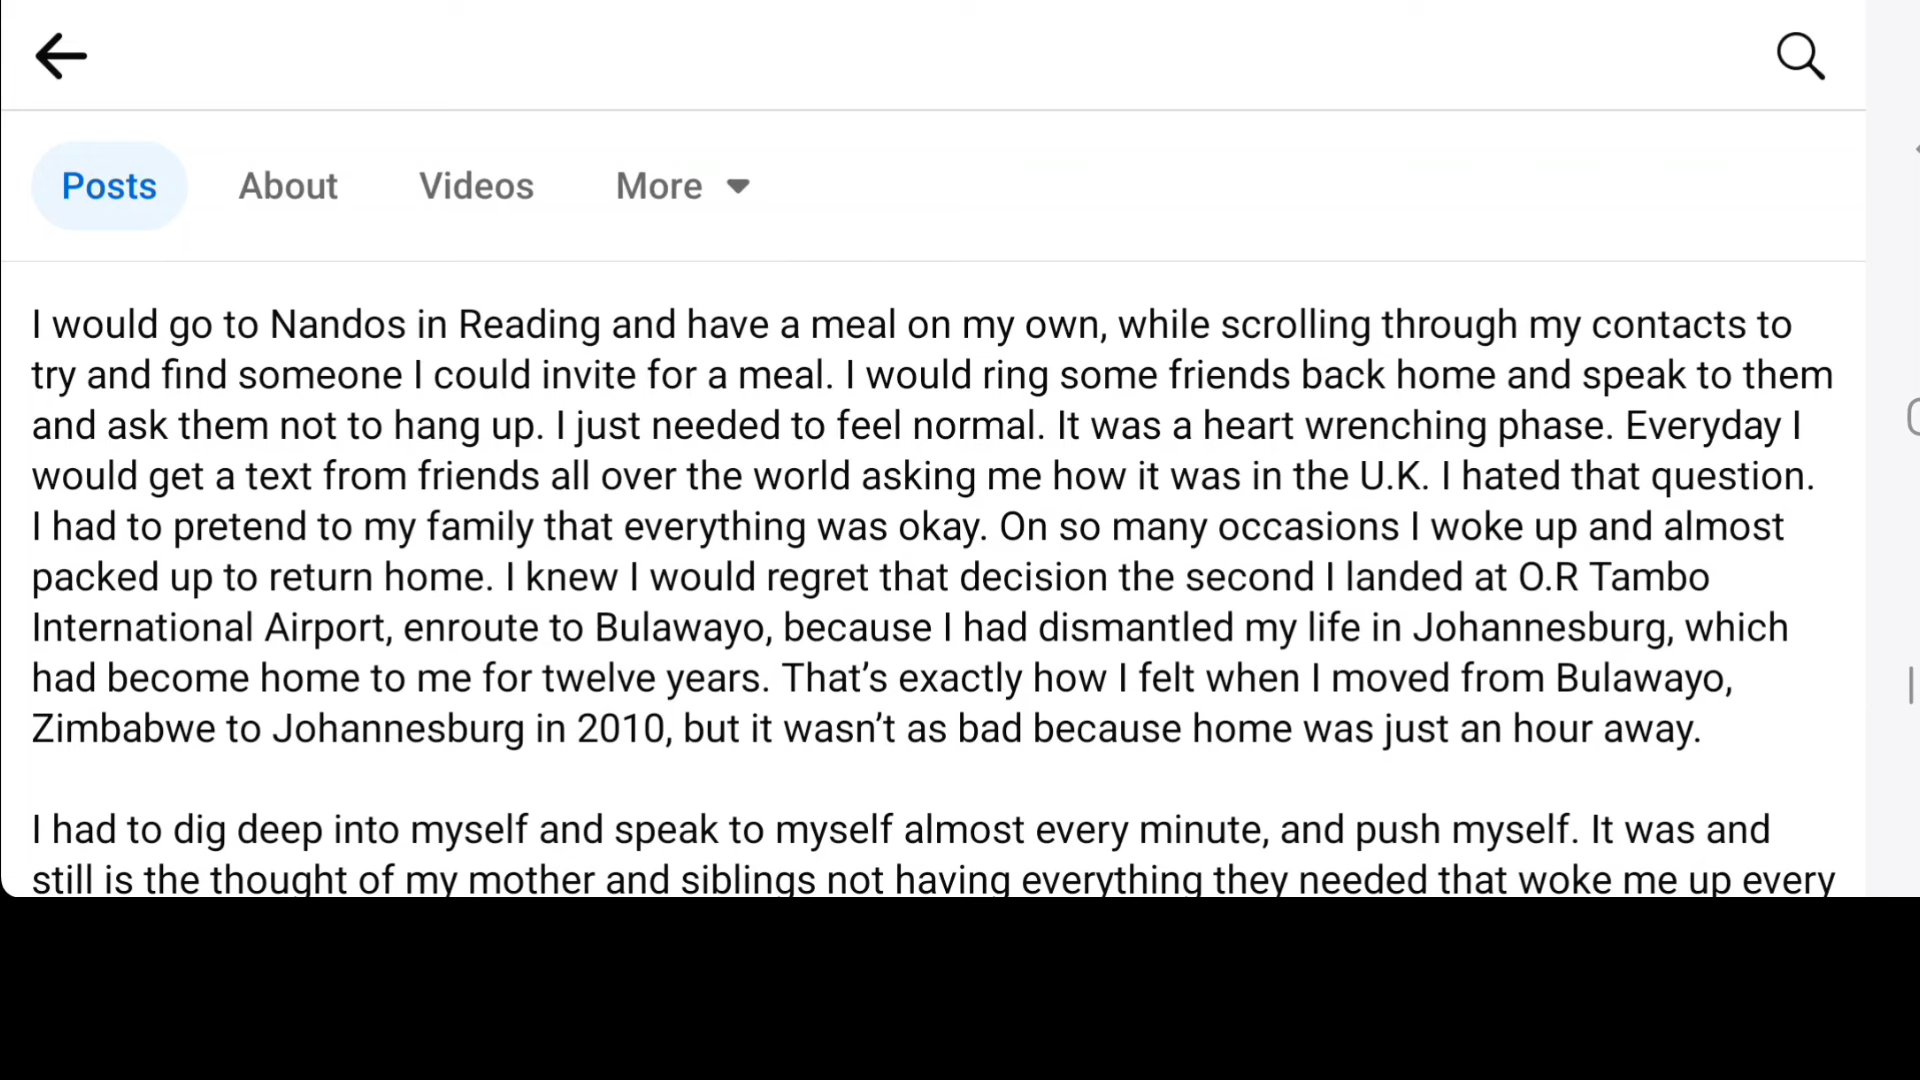 Posts About Videos More
I would go to Nandos in Reading and have a meal on my own, while scrolling through my contacts to
try and find someone I could invite for a meal. I would ring some friends back home and speak to them
and ask them not to hang up. I just needed to feel normal. It was a heart wrenching phase. Everyday I
would get a text from friends all over the world asking me how it was in the U.K. I hated that question.
I had to pretend to my family that everything was okay. On so many occasions I woke up and almost
packed up to return home. I knew I would regret that decision the second I landed at O.R Tambo
International Airport, enroute to Bulawayo, because I had dismantled my life in Johannesburg, which
had become home to me for twelve years. That’s exactly how I felt when I moved from Bulawayo,
Zimbabwe to Johannesburg in 2010, but it wasn’t as bad because home was just an hour away.
I had to dig deep into myself and speak to myself almost every minute, and push myself. It was and
still is the thought of my mother and siblings not having everything they needed that woke me up every